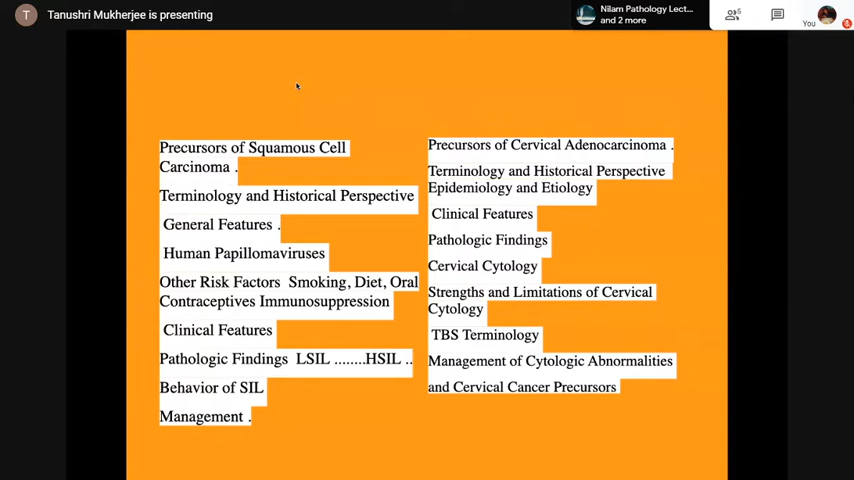 T
Tanushri Mukherjee is presenting
Nilam Pathology Lect...
and 2 more
6
You
Precursors of Squamous Cell
Carcinoma .
Terminology and Historical Perspective
General Features .
Human Papillomaviruses
Other Risk Factors Smoking, Diet, Oral
Contraceptives Immunosuppression
Clinical Features
Pathologic Findings LSIL ........HSIL ..
Behavior of SIL
Management .
Precursors of Cervical Adenocarcinoma .
Terminology and Historical Perspective
Epidemiology and Etiology
Clinical Features
Pathologic Findings
Cervical Cytology
Strengths and Limitations of Cervical
Cytology
TBS Terminology
Management of Cytologic Abnormalities
and Cervical Cancer Precursors